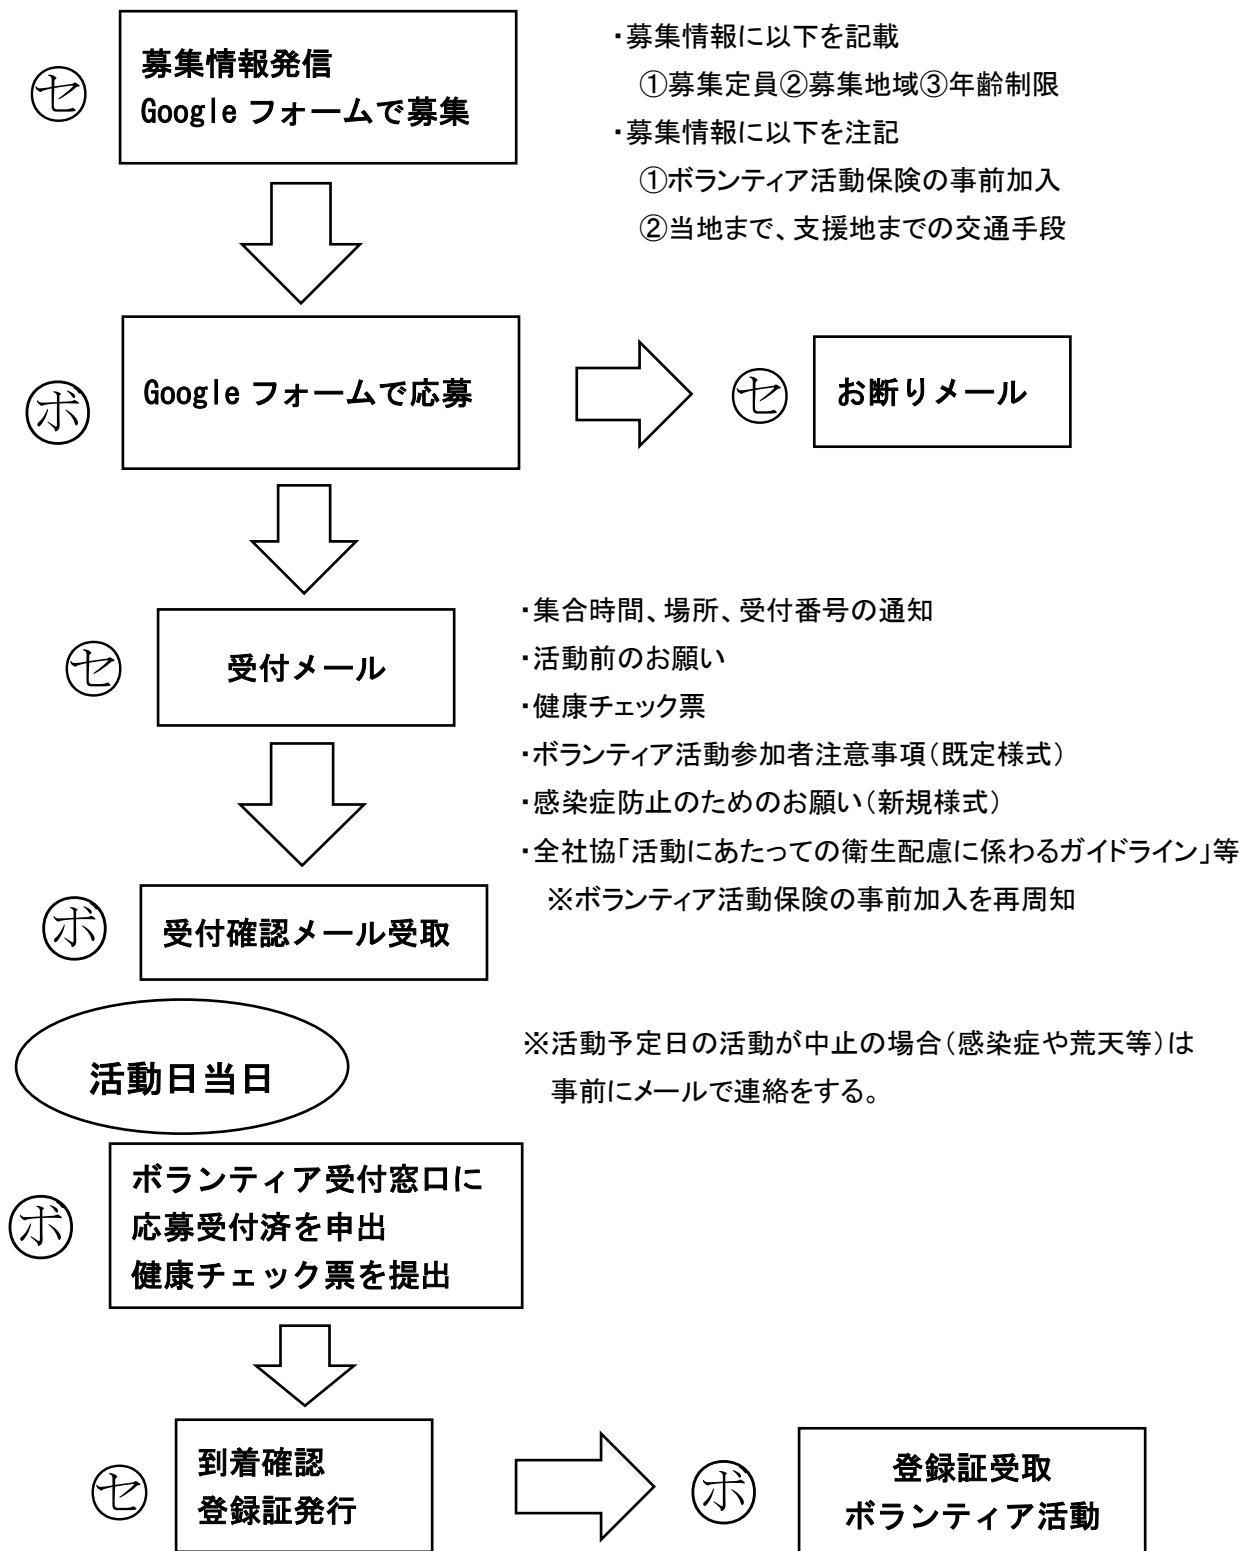 募集情報発信
Google フォームで募集
㋝
・募集情報に以下を記載
①募集定員②募集地域③年齢制限
・募集情報に以下を注記
①ボランティア活動保険の事前加入
②当地まで、支援地までの交通手段
㋭
Google フォームで応募
㋝
お断りメール
㋝
受付メール
・集合時間、場所、受付番号の通知
・活動前のお願い
・健康チェック票
・ボランティア活動参加者注意事項(既定様式)
・感染症防止のためのお願い(新規様式)
・全社協「活動にあたっての衛生配慮に係わるガイドライン」等
※ボランティア活動保険の事前加入を再周知
㋭
受付確認メール受取
活動日当日
※活動予定日の活動が中止の場合(感染症や荒天等)は
事前にメールで連絡をする。
㋭
ボランティア受付窓口に
応募受付済を申出
健康チェック票を提出
㋝
到着確認
登録証発行
㋭
登録証受取
ボランティア活動